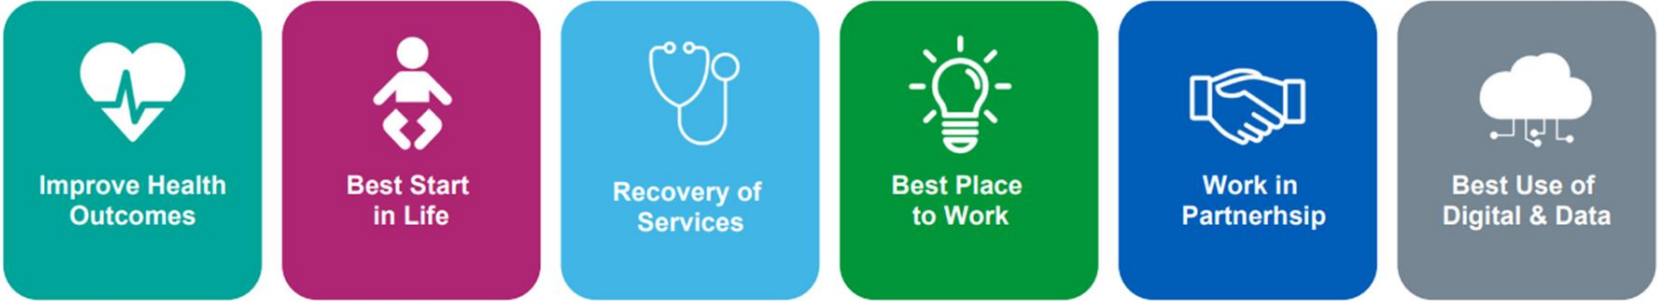 Improve Health
Outcomes
Best Start
in Life
Recovery of
Services
Best Place
to Work
Work in
Partnerhsip
Best Use of
Digital & Data